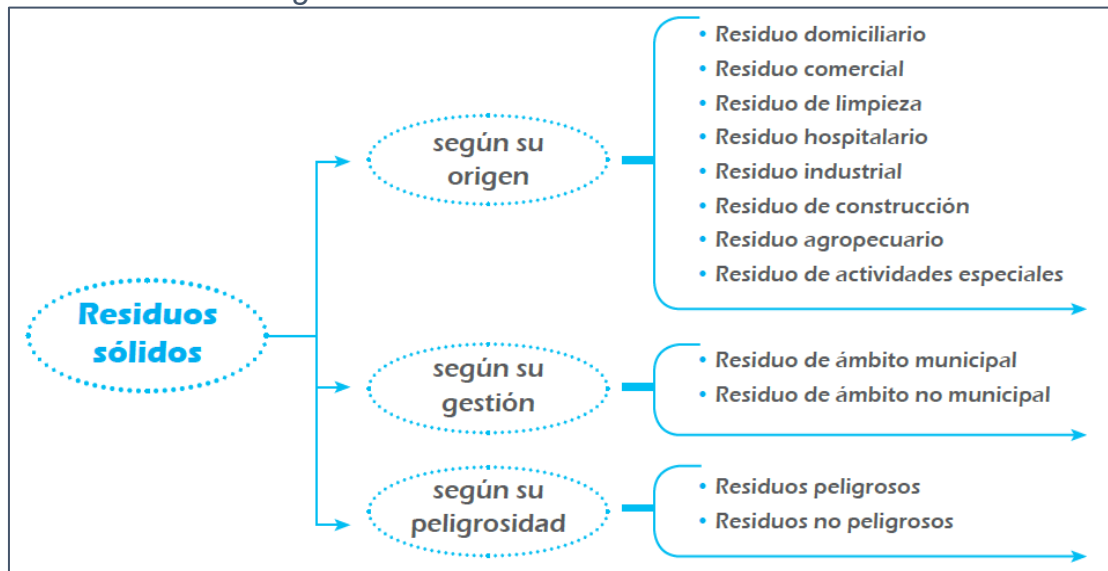 Residuos
sólidos
según su
origen
• Residuo domiciliario
• Residuo comercial
• Residuo de limpieza
• Residuo hospitalario
• Residuo industrial
• Residuo de construcción
• Residuo agropecuario
• Residuo de actividades especiales
según su
gestión
• Residuo de ámbito municipal
• Residuo de ámbito no municipal
según su
peligrosidad
• Residuos peligrosos
• Residuos no peligrosos